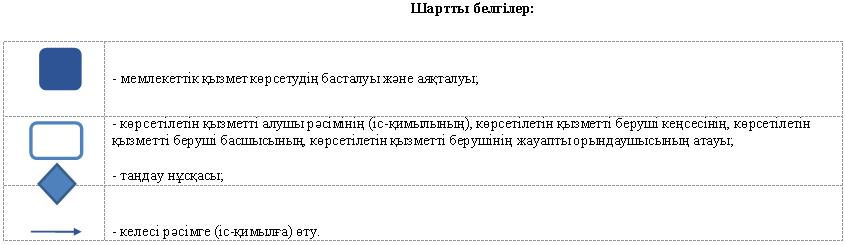 Шартты белгілер:
- мемлекеттік қызмет көрсетудің басталуы және аяқталуы;
- көрсетілетін қызметті алушы рәсімінің (іс-қимылының), көрсетілетін қызметті беруші кеңсесінің, көрсетілетін
қызметті беруші басшысының, көрсетілетін қызметті берушінің жауапты орындаушысының атауы;
- таңдау нұсқасы;
- келесі рәсімге (іс-қимылға) өту.